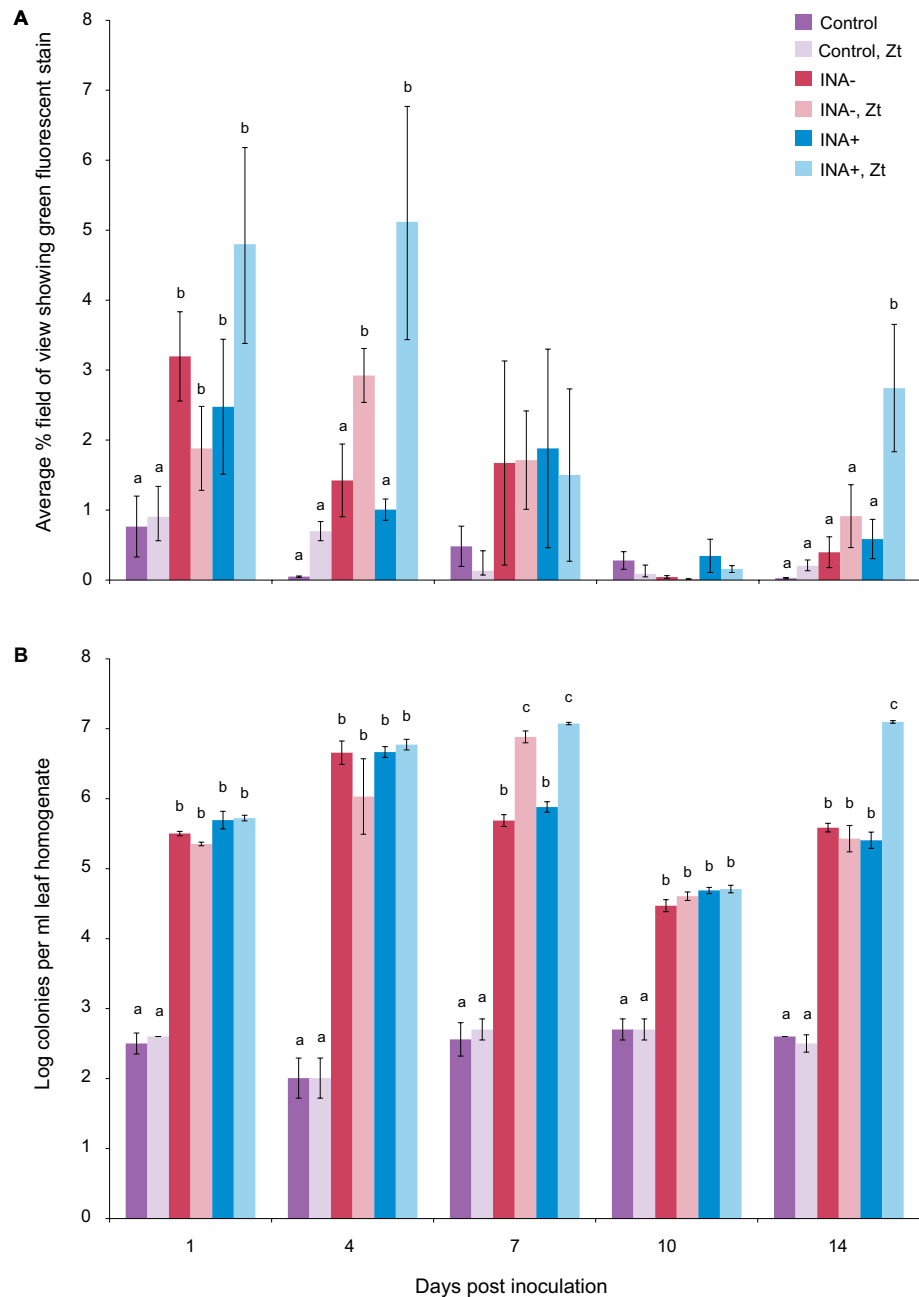 A
Average % field of view showing green fluorescent stain
8
7
6
5
4
3
2
1
0
Control
Control, Zt
INA-
INA-, Zt
INA+
INA+, Zt
a a b b b b
a a a b a b
a a a a a b
B
Log colonies per ml leaf homogenate
8
7
6
5
4
3
2
1
0
a a b b b b
a a b b b b
a a b c b c
a a b b b b
a a b b b c
1 4 7 10 14
Days post inoculation